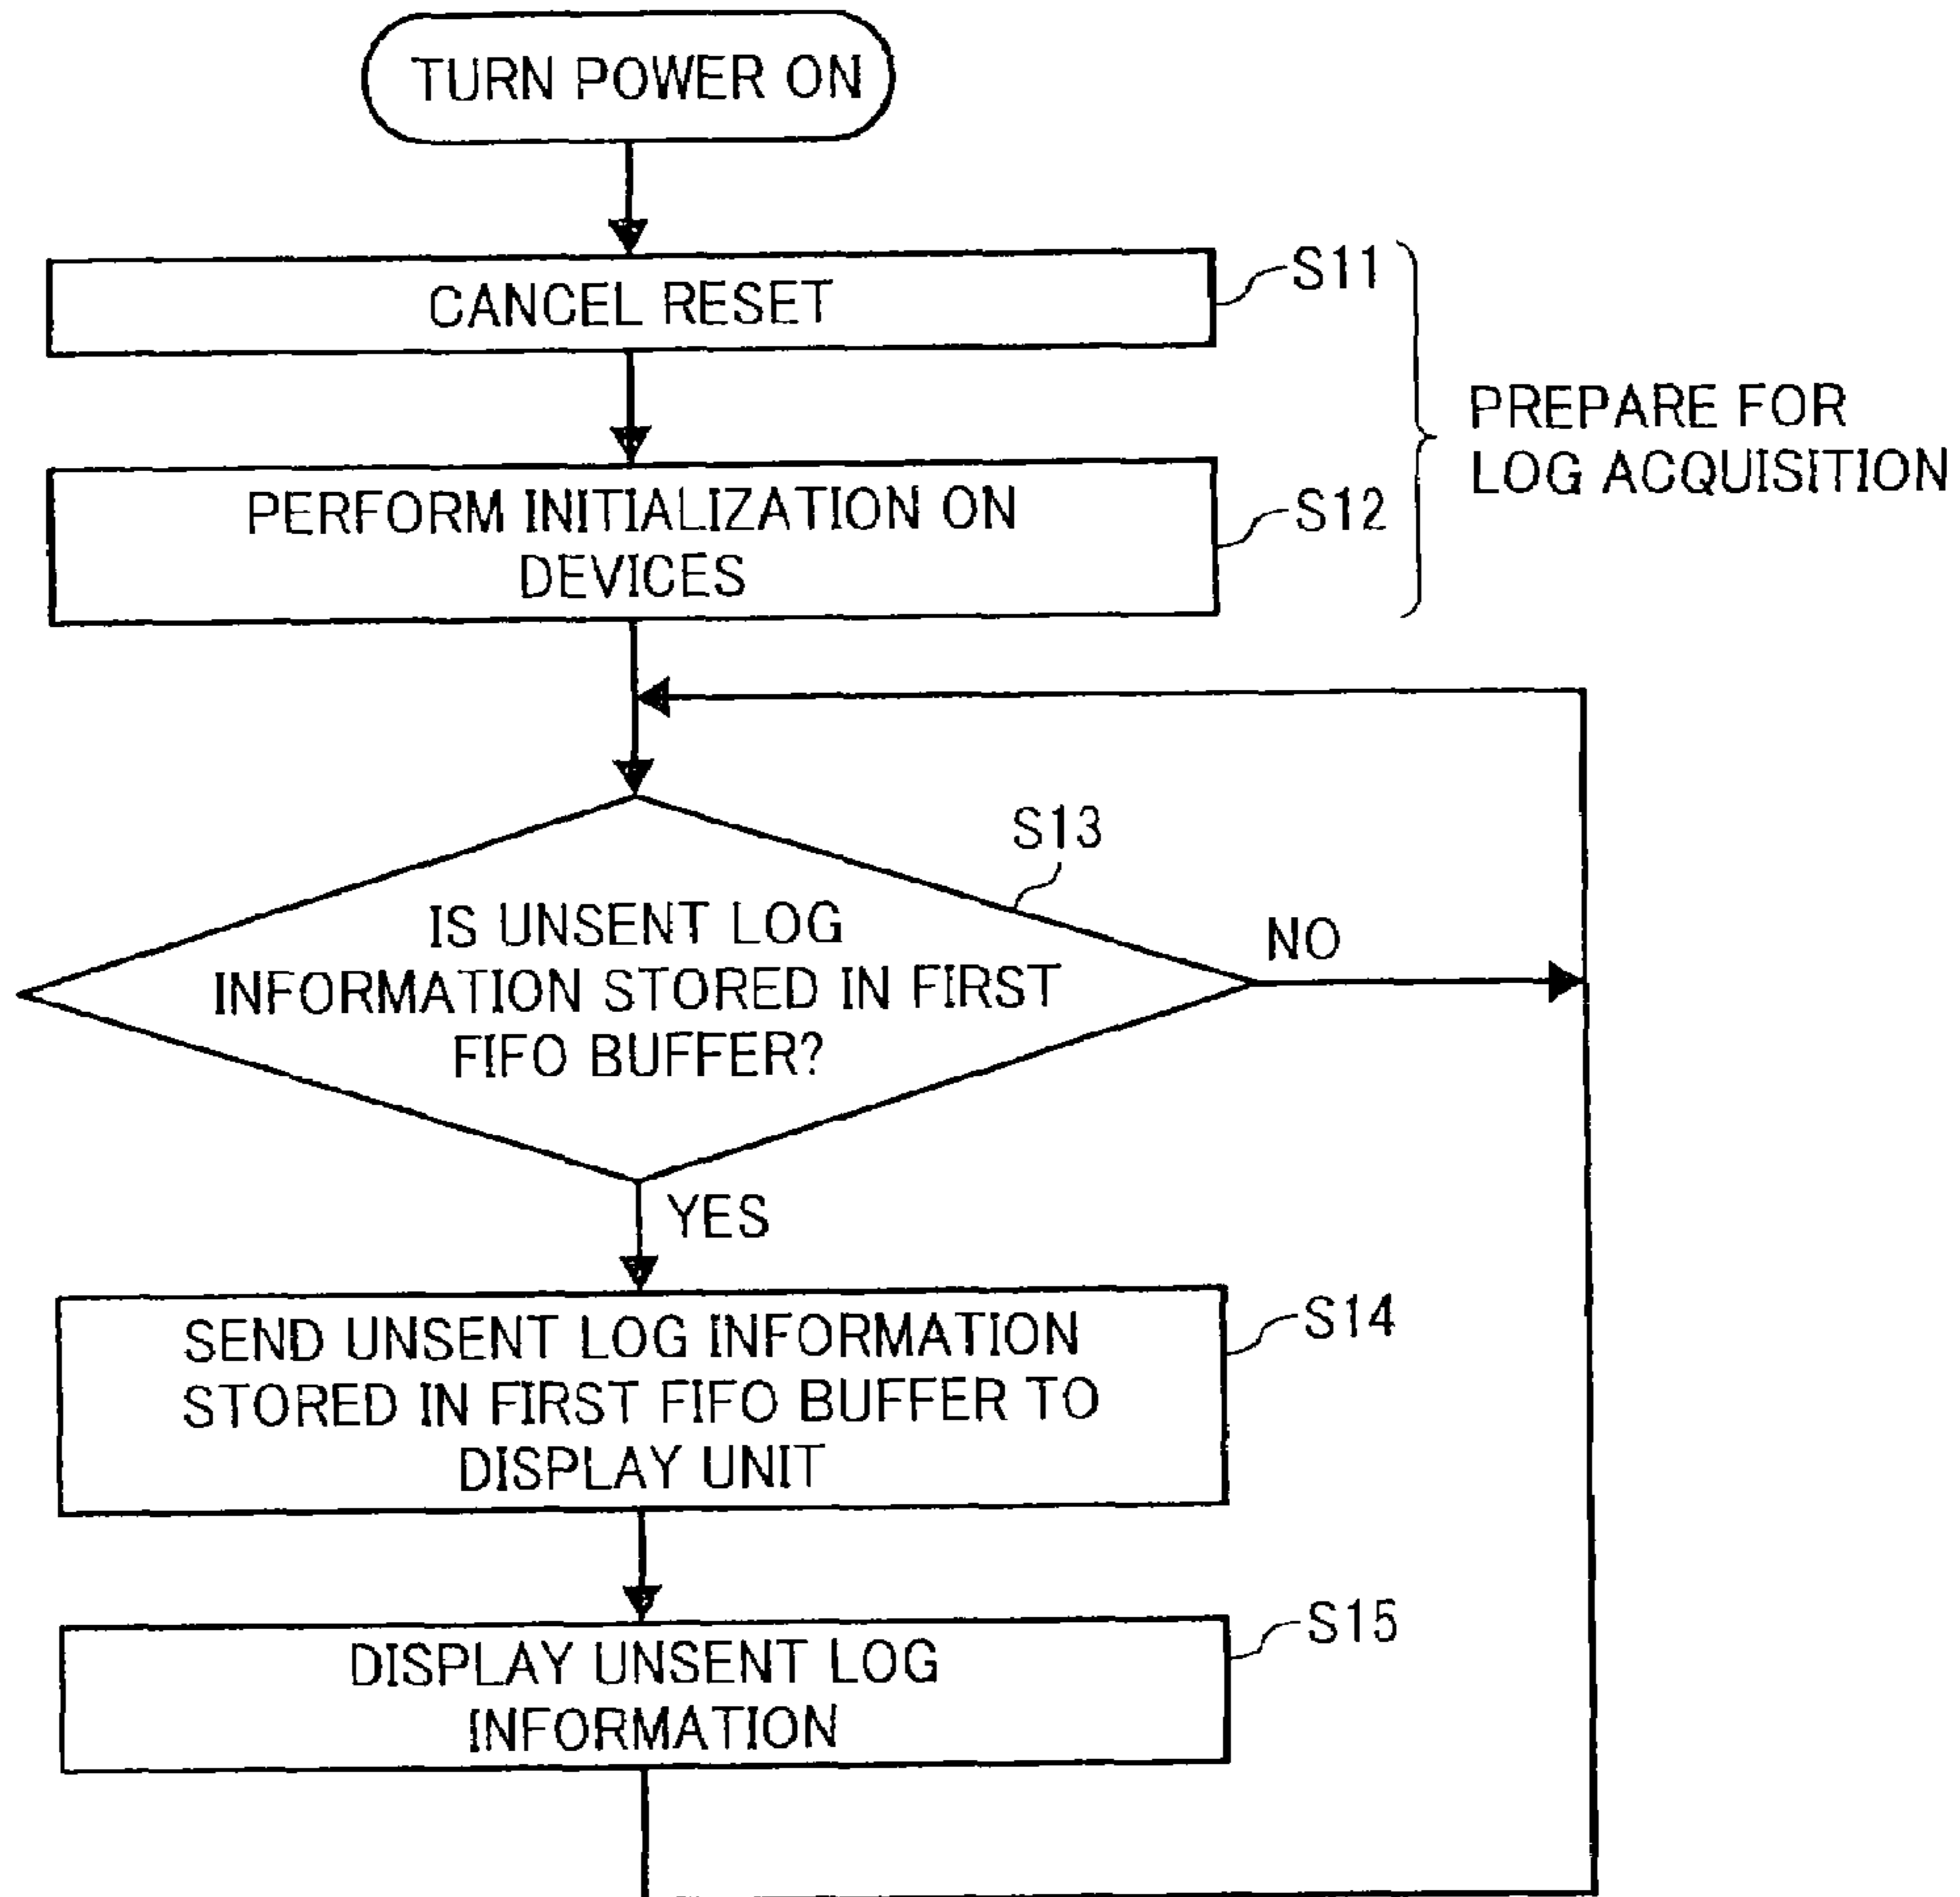 TURN POWER ON
CANCEL RESET
S11
PREPARE FOR
LOG ACQUISITION
PERFORM INITIALIZATION ON
DEVICES
S12
S13
IS UNSENT LOG
INFORMATION STORED IN FIRST
FIFO BUFFER?
NO
YES
SEND UNSENT LOG INFORMATION
STORED IN FIRST FIFO BUFFER TO
DISPLAY UNIT
S14
DISPLAY UNSENT LOG
INFORMATION
S15